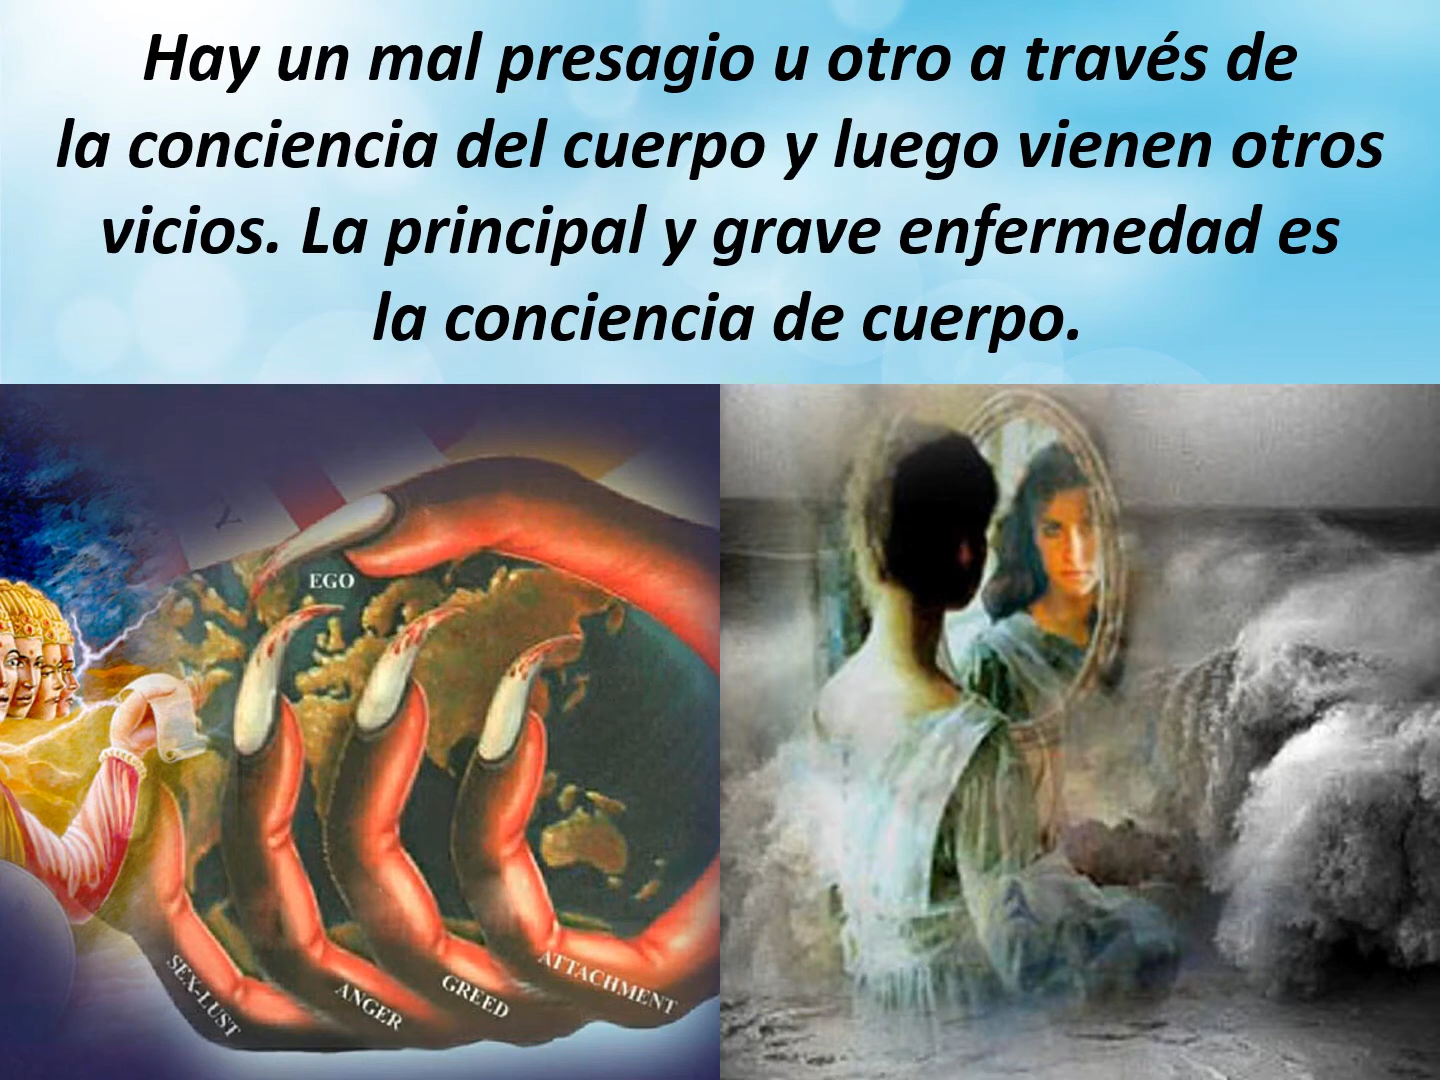 Hay un mal presagio u otro a través de
la conciencia del cuerpo y luego vienen otros
vicios. La principal y grave enfermedad es
la conciencia de cuerpo.
EGO
SEX-LUST
ANGER
GREED
ATTACHMENT